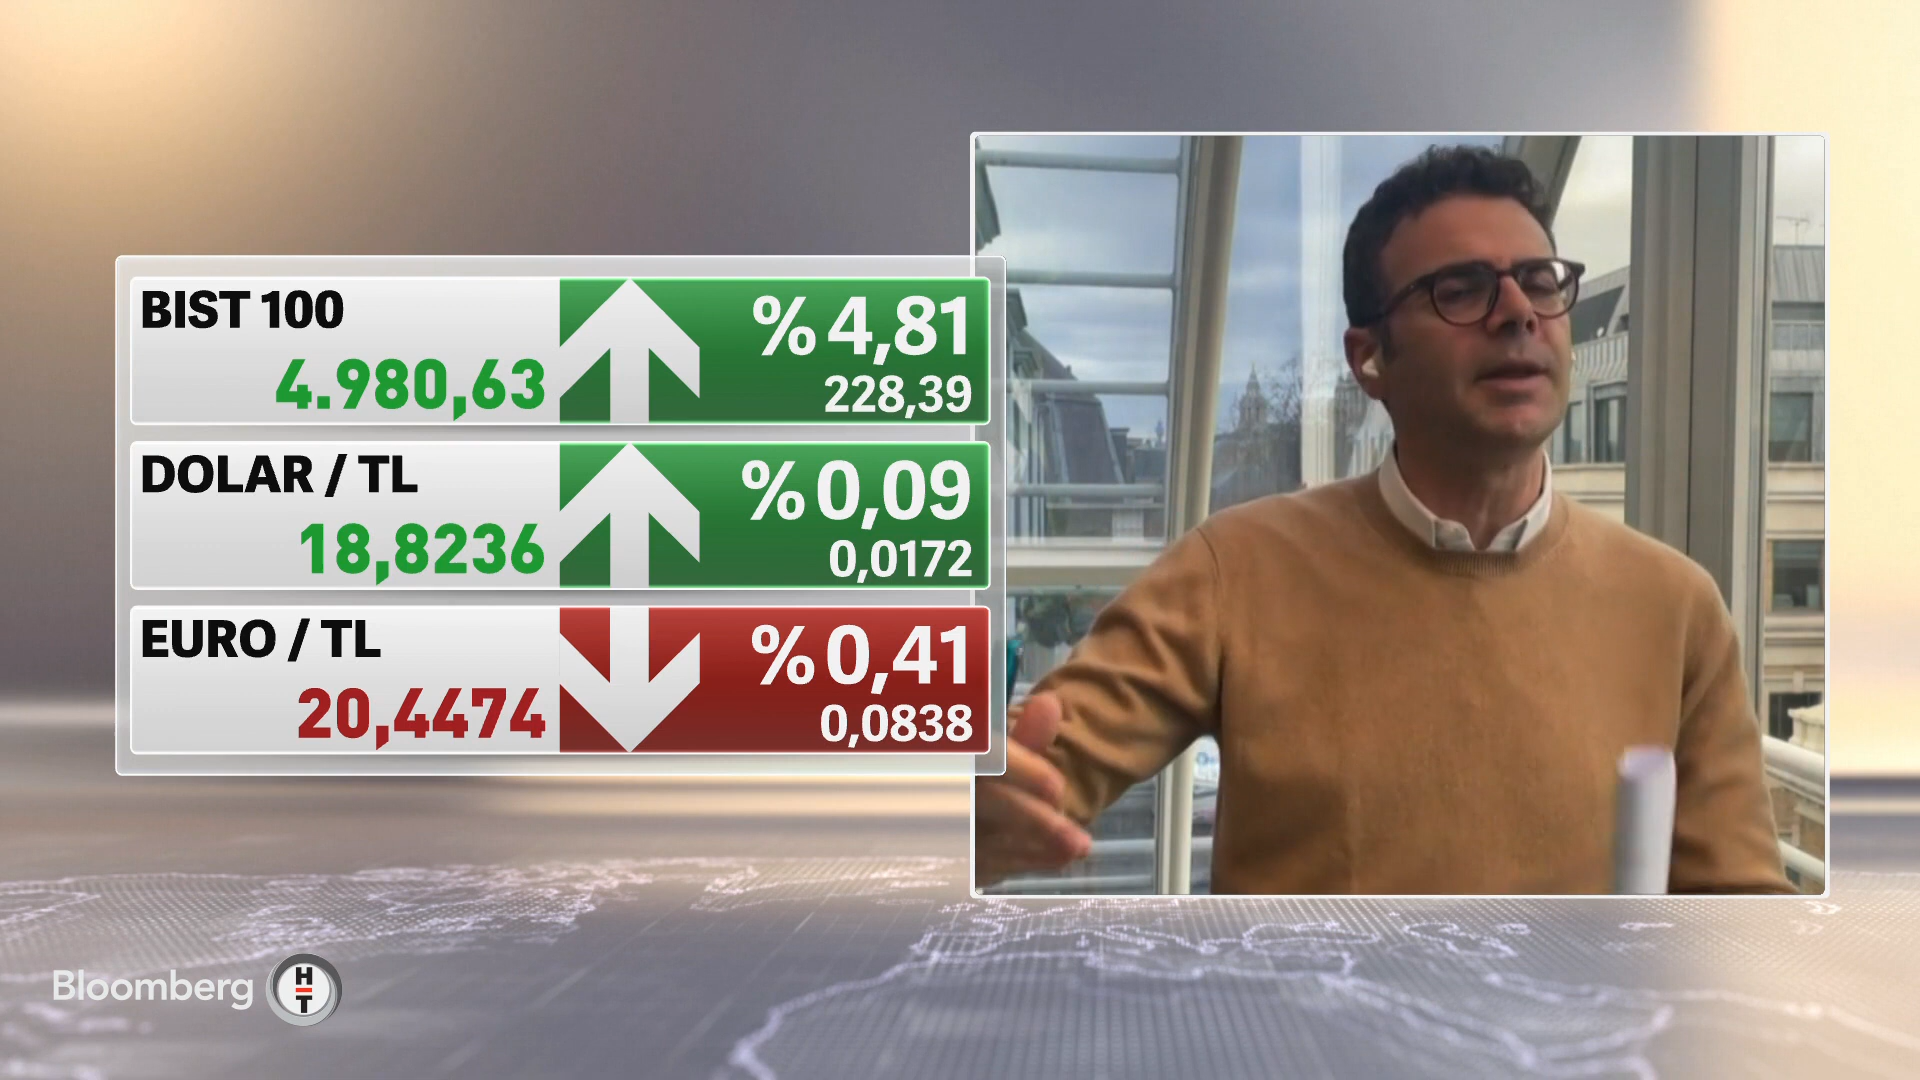 BIST 100
4.980,63
%4,81
228,39
DOLAR / TL
18,8236
%0,09
0,0172
EURO / TL
20,4474
%0,41
0,0838
Bloomberg HT